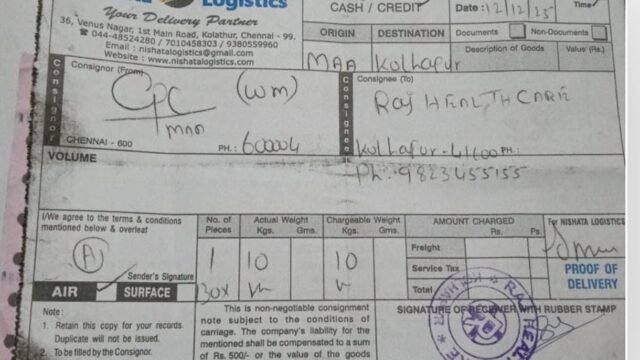 Logistics
Your Delivery Partner
36, Venus Nagar, 1st Main Road, Kolathur, Chennai - 99.
☎ 044-48524280 / 7010458303 / 9380559960
Email : nishatalogistics@gmail.com
Website : www.nishatalogistics.com
CASH / CREDIT
Date : 12/12/25
Time
ORIGIN
DESTINATION
Documents
Non-Documents
MAA
Kolhapur
Description of Goods
Value (Rs.)
Consignor
Consignor (From)
CPC (WM)
MAA
CHENNAI - 600
PH.: 600004
Consignee
Consignee (To)
RAJ HEALTHCARE
Kolhapur - 41600 PH.:
Ph: 9823455155
VOLUME
I/We agree to the terms & conditions
mentioned below & overleaf
Sender's Signature
AIR
SURFACE
No. of
Pieces
Actual Weight
Kgs. Gms.
Chargeable Weight
Kgs. Gms.
AMOUNT CHARGED
Rs. Ps.
1
10
10
Box
Freight
Service Tax
Total
For NISHATA LOGISTICS
PROOF OF
DELIVERY
Note :
1. Retain this copy for your records.
Duplicate will not be issued.
2. To be filled by the Consignor.
This is non-negotiable consignment
note subject to the conditions of
carriage. The company's liability for the
mentioned shall be compensated to a sum
of Rs. 500/- or the value of the goods
SIGNATURE OF RECEIVER WITH RUBBER STAMP